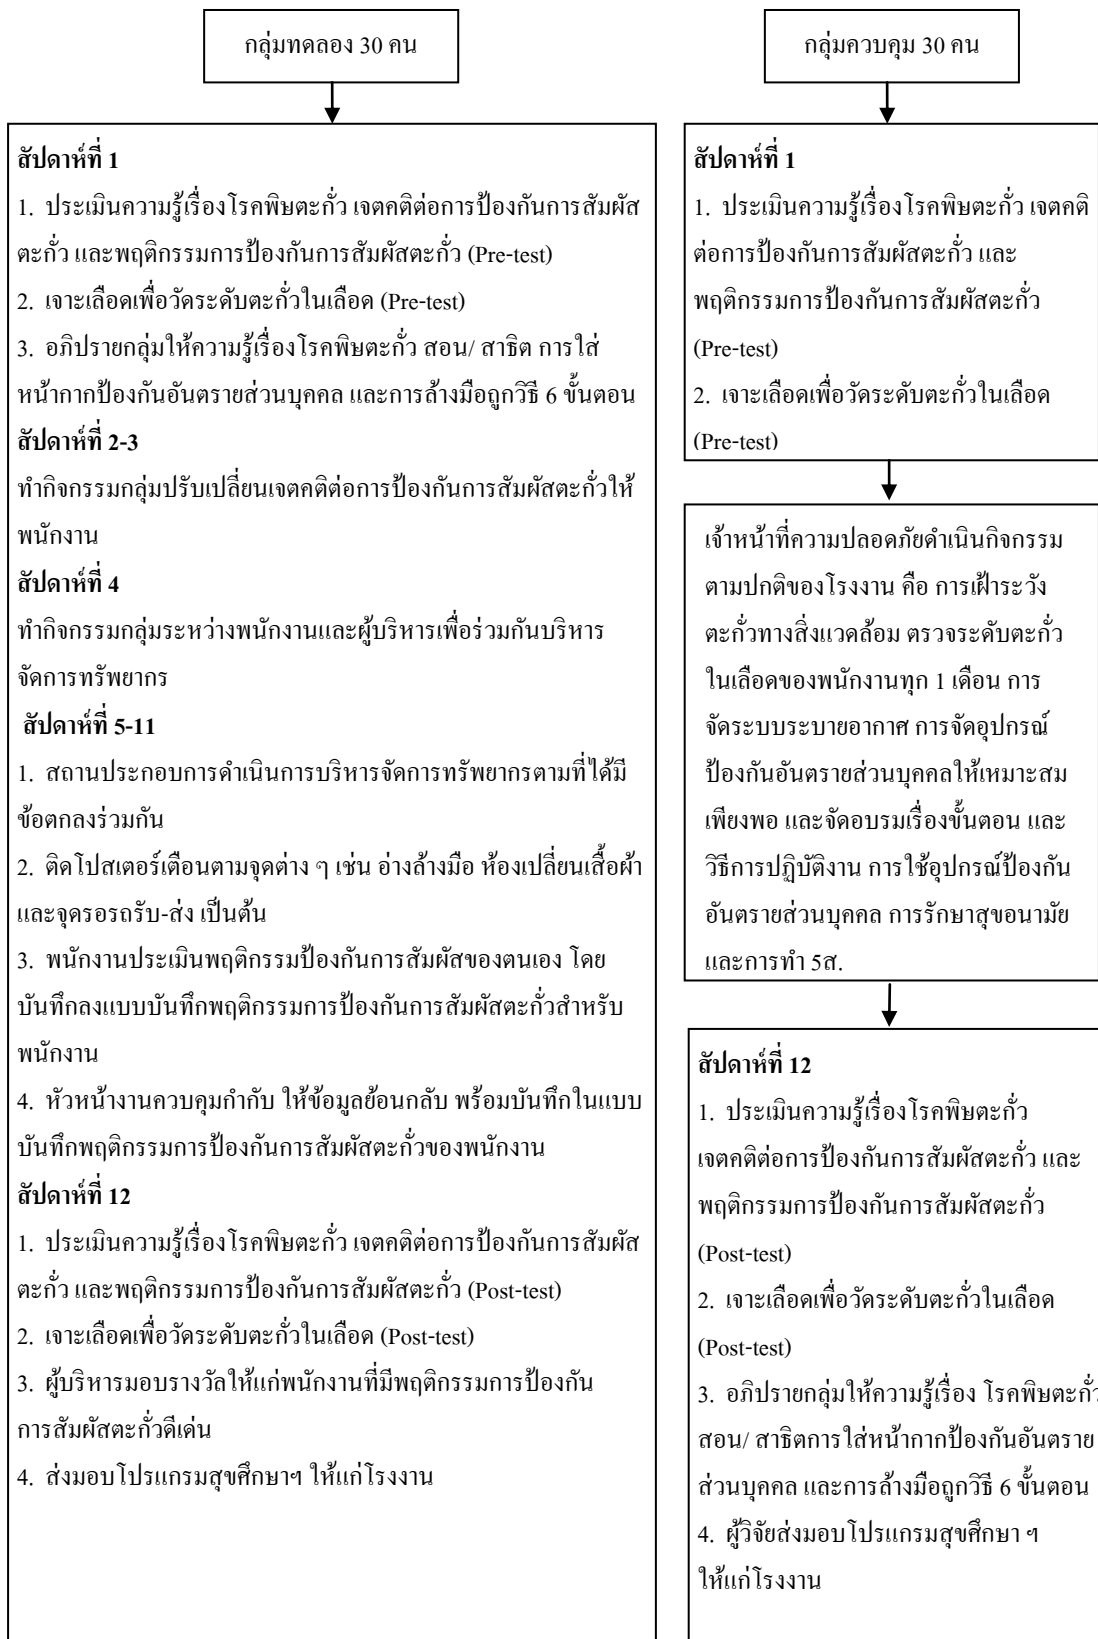 กลุ่มทดลอง 30 คน
สัปดาห์ที่ 1
1. ประเมินความรู้เรื่องโรคพิษตะกั่ว เจตคติต่อการป้องกันการสัมผัส
ตะกั่ว และพฤติกรรมการป้องกันการสัมผัสตะกั่ว (Pre-test)
2. เจาะเลือดเพื่อวัดระดับตะกั่วในเลือด (Pre-test)
3. อภิปรายกลุ่มให้ความรู้เรื่องโรคพิษตะกั่ว สอน/ สาธิต การใส่
หน้ากากป้องกันอันตรายส่วนบุคคล และการล้างมือถูกวิธี 6 ขั้นตอน
สัปดาห์ที่ 2-3
ทำกิจกรรมกลุ่มปรับเปลี่ยนเจตคติต่อการป้องกันการสัมผัสตะกั่วให้
พนักงาน
สัปดาห์ที่ 4
ทำกิจกรรมกลุ่มระหว่างพนักงานและผู้บริหารเพื่อร่วมกันบริหาร
จัดการทรัพยากร
สัปดาห์ที่ 5-11
1. สถานประกอบการดำเนินการบริหารจัดการทรัพยากรตามที่ได้มี
ข้อตกลงร่วมกัน
2. ติดโปสเตอร์เตือนตามจุดต่าง ๆ เช่น อ่างล้างมือ ห้องเปลี่ยนเสื้อผ้า
และจุดรอรถรับ-ส่ง เป็นต้น
3. พนักงานประเมินพฤติกรรมป้องกันการสัมผัสของตนเอง โดย
บันทึกลงแบบบันทึกพฤติกรรมการป้องกันการสัมผัสตะกั่วสำหรับ
พนักงาน
4. หัวหน้างานควบคุมกำกับ ให้ข้อมูลย้อนกลับ พร้อมบันทึกในแบบ
บันทึกพฤติกรรมการป้องกันการสัมผัสตะกั่วของพนักงาน
สัปดาห์ที่ 12
1. ประเมินความรู้เรื่องโรคพิษตะกั่ว เจตคติต่อการป้องกันการสัมผัส
ตะกั่ว และพฤติกรรมการป้องกันการสัมผัสตะกั่ว (Post-test)
2. เจาะเลือดเพื่อวัดระดับตะกั่วในเลือด (Post-test)
3. ผู้บริหารมอบรางวัลให้แก่พนักงานที่มีพฤติกรรมการป้องกัน
การสัมผัสตะกั่วดีเด่น
4. ส่งมอบโปรแกรมสุขศึกษาฯ ให้แก่โรงงาน
กลุ่มควบคุม 30 คน
สัปดาห์ที่ 1
1. ประเมินความรู้เรื่องโรคพิษตะกั่ว เจตคติ
ต่อการป้องกันการสัมผัสตะกั่ว และ
พฤติกรรมการป้องกันการสัมผัสตะกั่ว
(Pre-test)
2. เจาะเลือดเพื่อวัดระดับตะกั่วในเลือด
(Pre-test)
เจ้าหน้าที่ความปลอดภัยดำเนินกิจกรรม
ตามปกติของโรงงาน คือ การเฝ้าระวัง
ตะกั่วทางสิ่งแวดล้อม ตรวจระดับตะกั่ว
ในเลือดของพนักงานทุก 1 เดือน การ
จัดระบบระบายอากาศ การจัดอุปกรณ์
ป้องกันอันตรายส่วนบุคคลให้เหมาะสม
เพียงพอ และจัดอบรมเรื่องขั้นตอน และ
วิธีการปฏิบัติงาน การใช้อุปกรณ์ป้องกัน
อันตรายส่วนบุคคล การรักษาสุขอนามัย
และการทำ 5ส.
สัปดาห์ที่ 12
1. ประเมินความรู้เรื่องโรคพิษตะกั่ว
เจตคติต่อการป้องกันการสัมผัสตะกั่ว และ
พฤติกรรมการป้องกันการสัมผัสตะกั่ว
(Post-test)
2. เจาะเลือดเพื่อวัดระดับตะกั่วในเลือด
(Post-test)
3. อภิปรายกลุ่มให้ความรู้เรื่อง โรคพิษตะกั่ว
สอน/ สาธิตการใส่หน้ากากป้องกันอันตราย
ส่วนบุคคล และการล้างมือถูกวิธี 6 ขั้นตอน
4. ผู้วิจัยส่งมอบโปรแกรมสุขศึกษา ฯ
ให้แก่โรงงาน